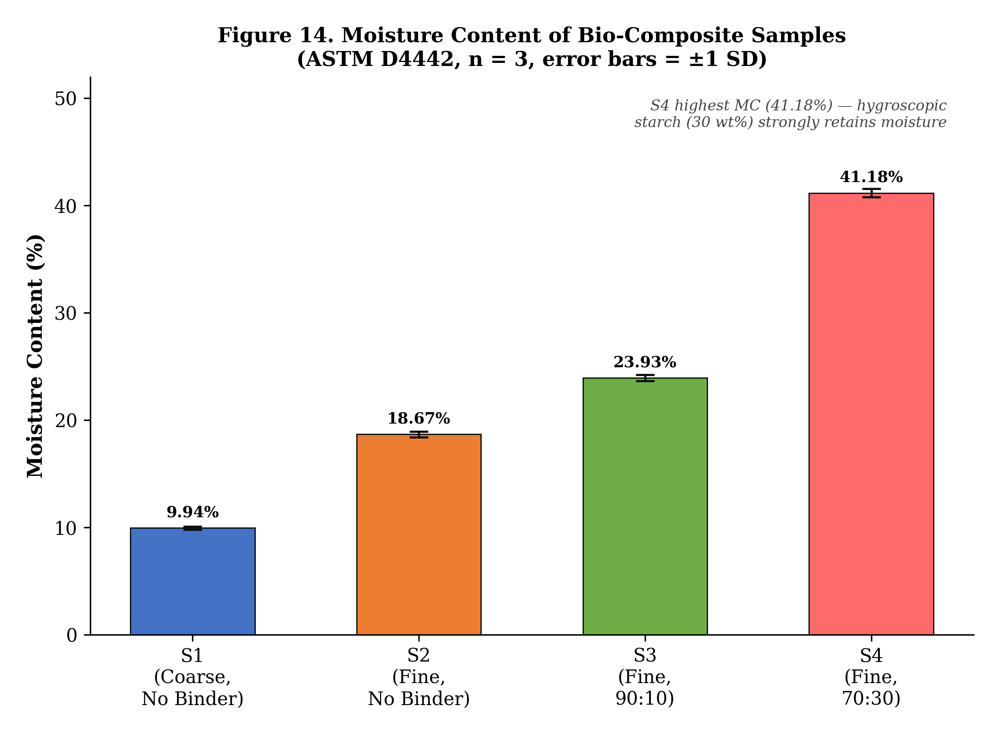 Figure 14. Moisture Content of Bio-Composite Samples
(ASTM D4442, n = 3, error bars = ±1 SD)
S4 highest MC (41.18%) — hygroscopic
starch (30 wt%) strongly retains moisture
Moisture Content (%)
50
40
30
20
10
0
9.94%
18.67%
23.93%
41.18%
S1
(Coarse,
No Binder)
S2
(Fine,
No Binder)
S3
(Fine,
90:10)
S4
(Fine,
70:30)